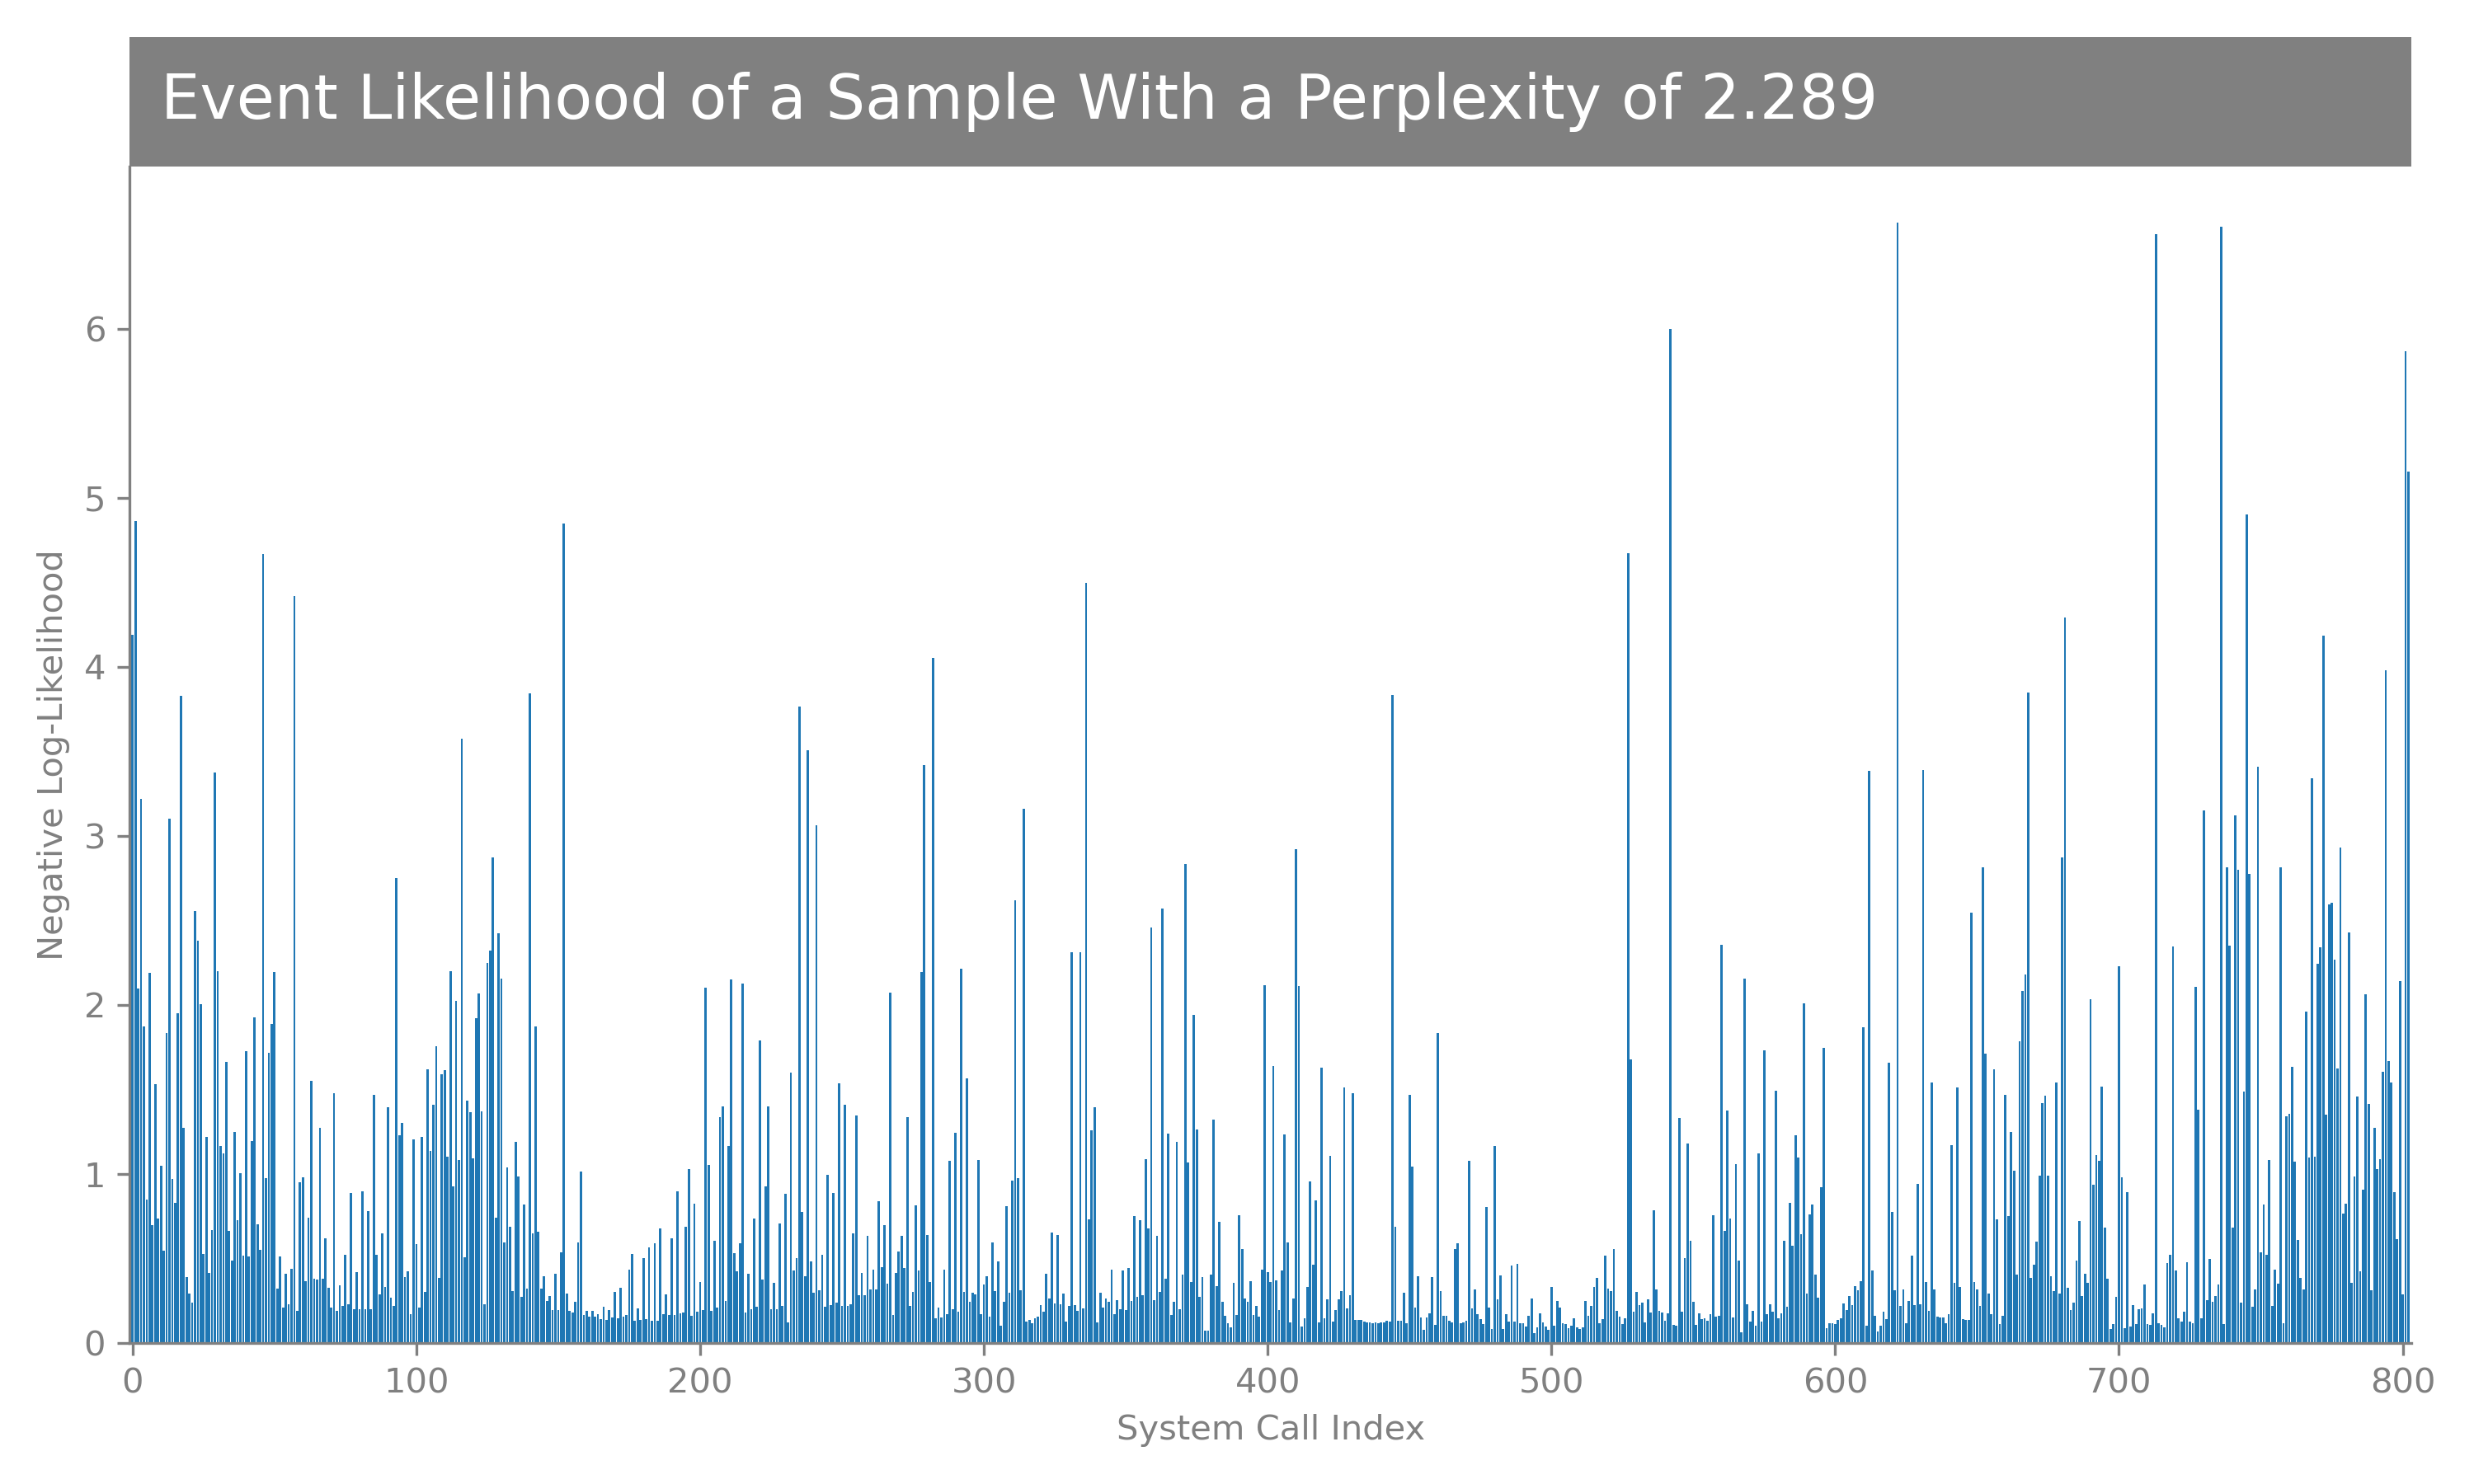 Event Likelihood of a Sample With a Perplexity of 2.289
Negative Log-Likelihood
6
5
4
3
2
1
0
0 100 200 300 400 500 600 700 800
System Call Index